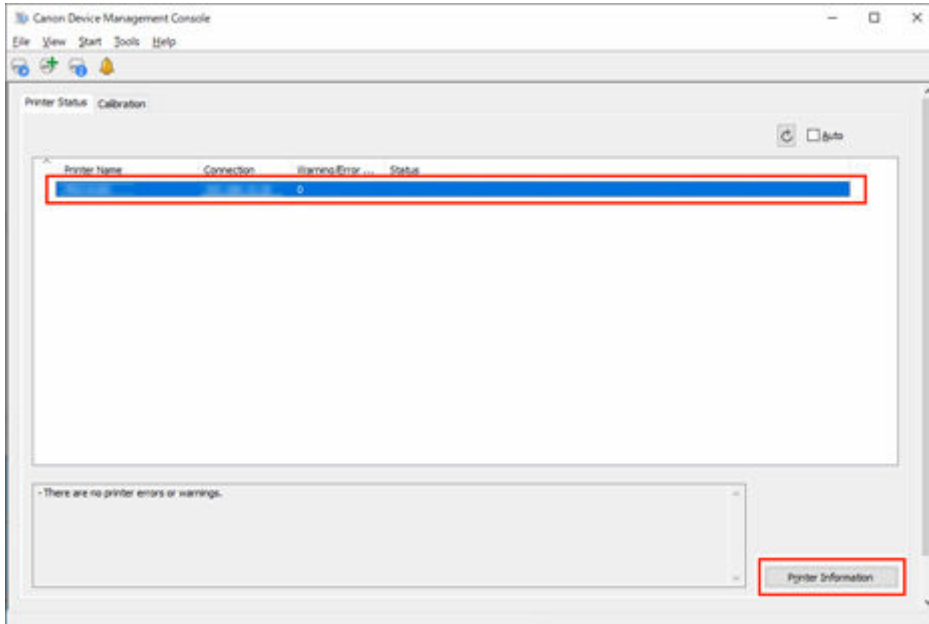 Canon Device Management Console
File View Start Tools Help
Printer Status Calibration
Auto
Printer Name Connection Warning/Error ... Status
0
- There are no printer errors or warnings.
Printer Information